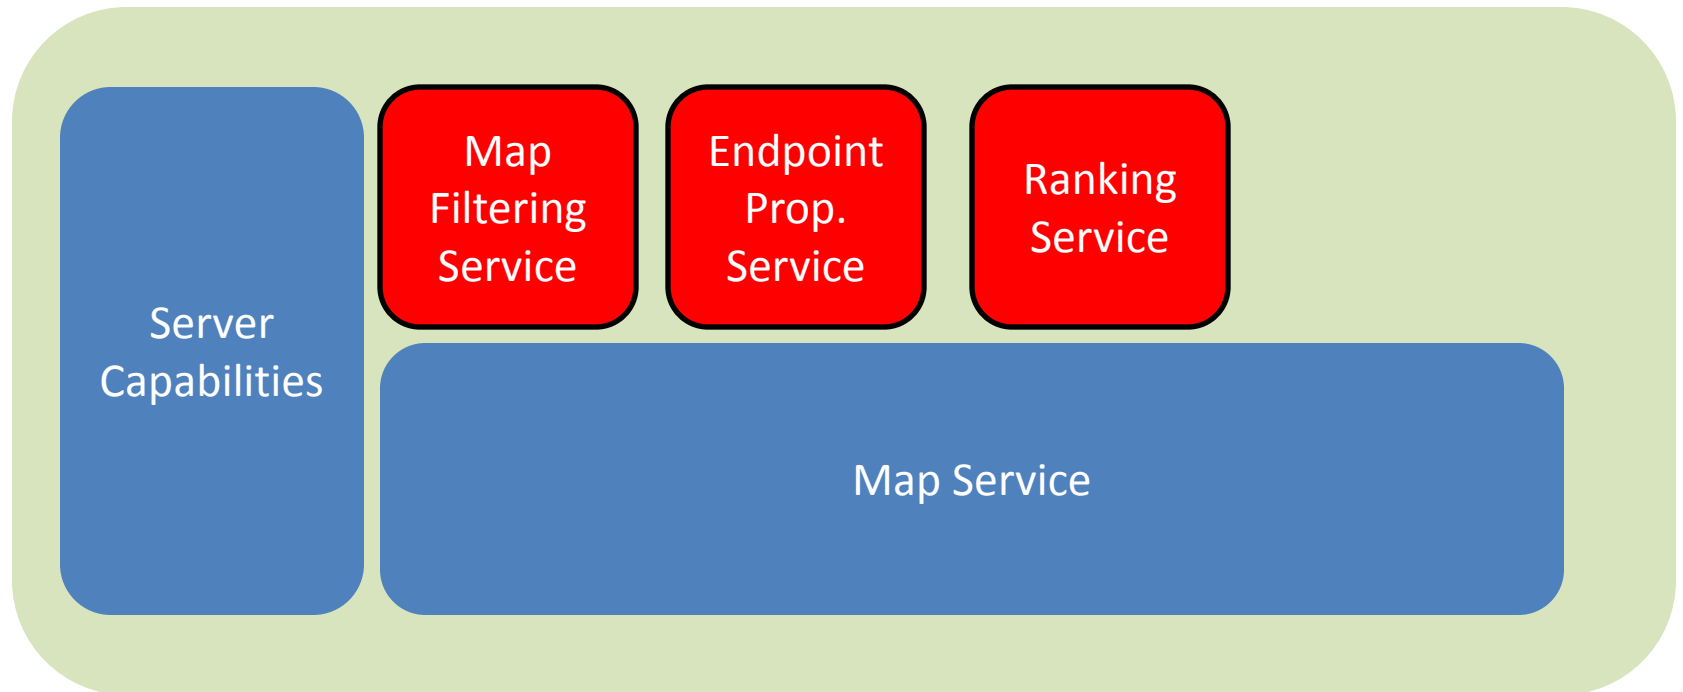 Server
Capabilities
Map
Filtering
Service
Endpoint
Prop.
Service
Ranking
Service
Map Service